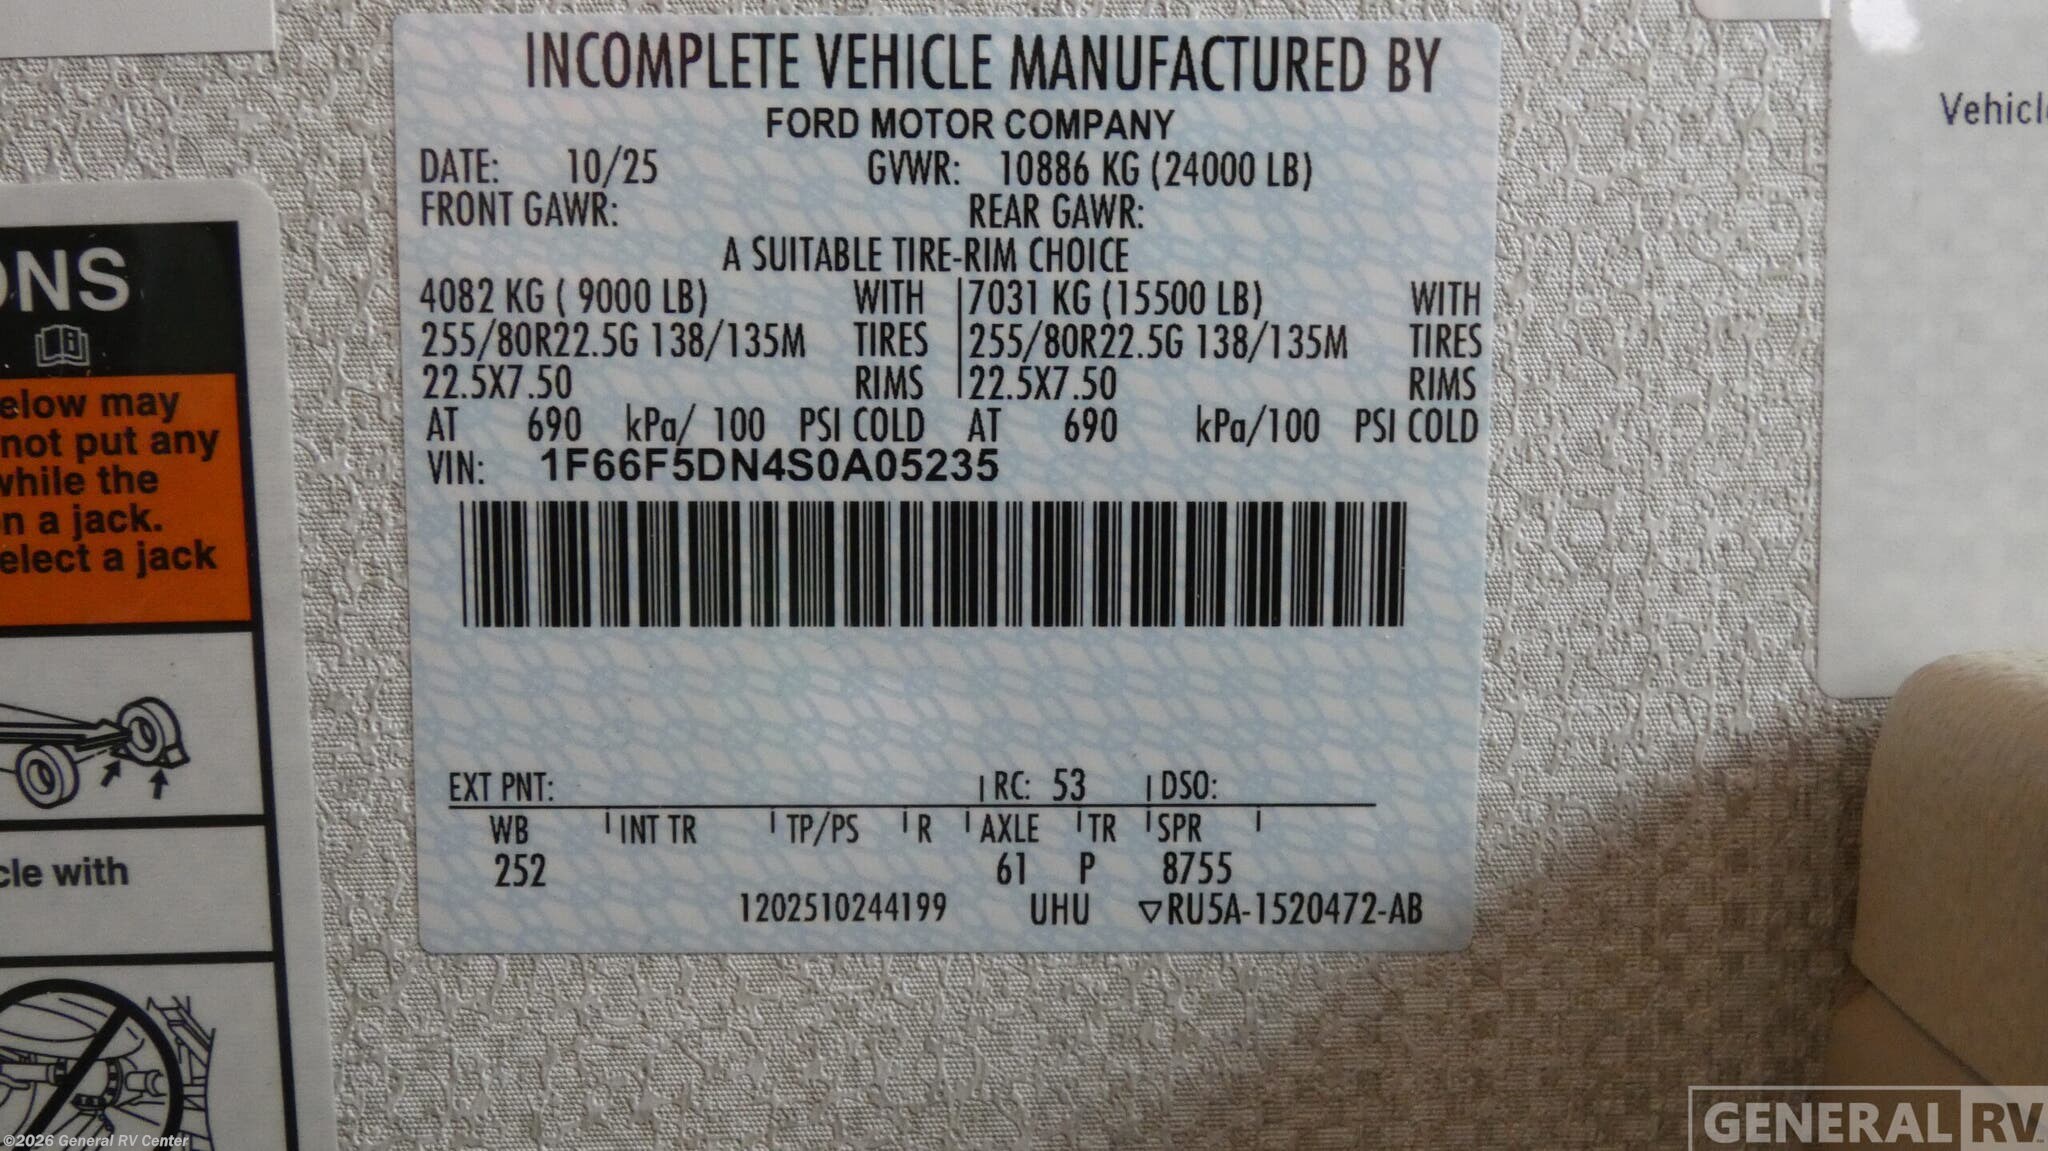 INCOMPLETE VEHICLE MANUFACTURED BY
FORD MOTOR COMPANY
DATE: 10/25 GVWR: 10886 KG (24000 LB)
FRONT GAWR: REAR GAWR:
A SUITABLE TIRE-RIM CHOICE
4082 KG ( 9000 LB) WITH 7031 KG (15500 LB) WITH
255/80R22.5G 138/135M TIRES 255/80R22.5G 138/135M TIRES
22.5X7.50 RIMS 22.5X7.50 RIMS
AT 690 kPa/ 100 PSI COLD AT 690 kPa/100 PSI COLD
VIN: 1F66F5DN4S0A05235
EXT PNT: RC: 53 DSO:
WB INT TR TP/PS R AXLE TR SPR
252 61 P 8755
1202510244199 UHU ▽RU5A-1520472-AB
ONS
elow may
not put any
while the
n a jack.
elect a jack
cle with
Vehicl
©2026 General RV Center
GENERAL RV